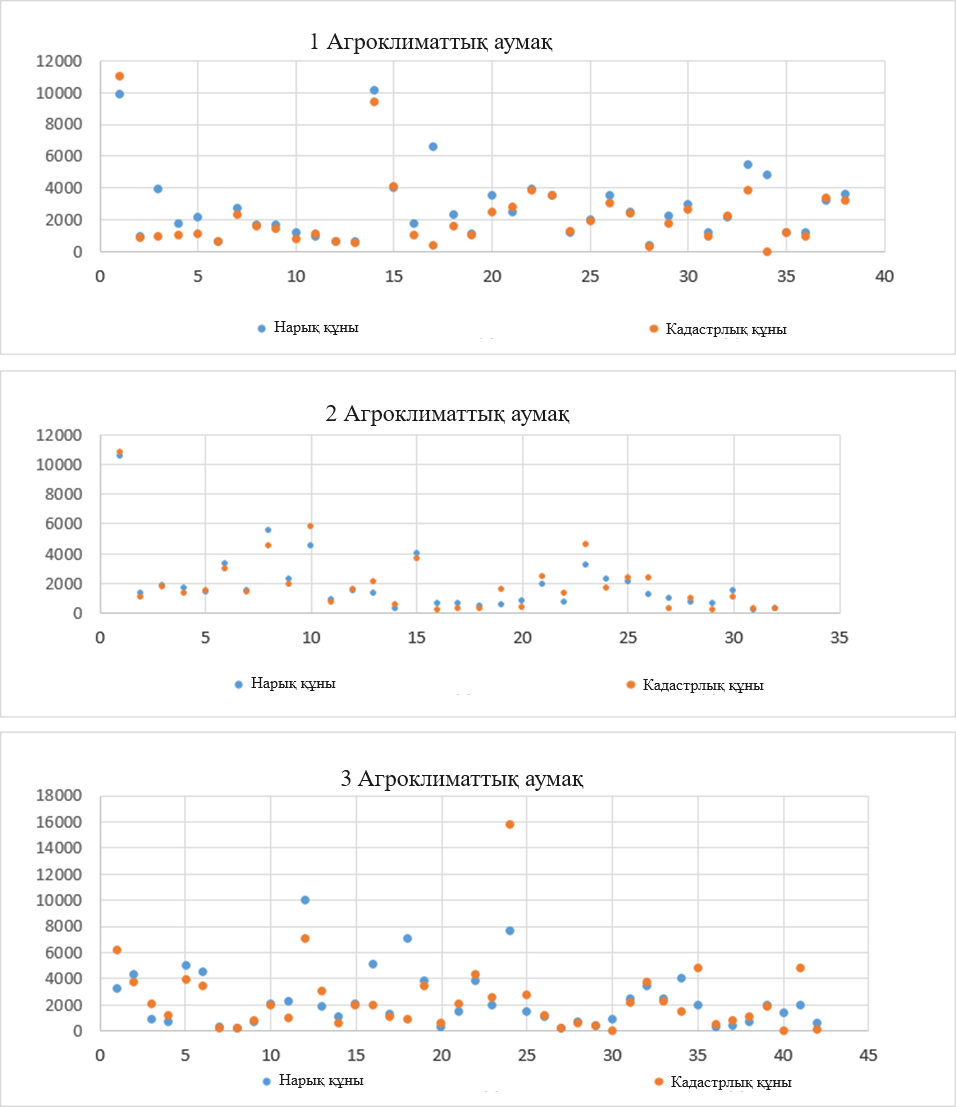 1 Агроклиматтық аумақ
12000
10000
8000
6000
4000
2000
0
0 5 10 15 20 25 30 35 40
Нарық құны Кадастрлық құны
2 Агроклиматтық аумақ
12000
10000
8000
6000
4000
2000
0
0 5 10 15 20 25 30 35
Нарық құны Кадастрлық құны
3 Агроклиматтық аумақ
18000
16000
14000
12000
10000
8000
6000
4000
2000
0
0 5 10 15 20 25 30 35 40 45
Нарық құны Кадастрлық құны